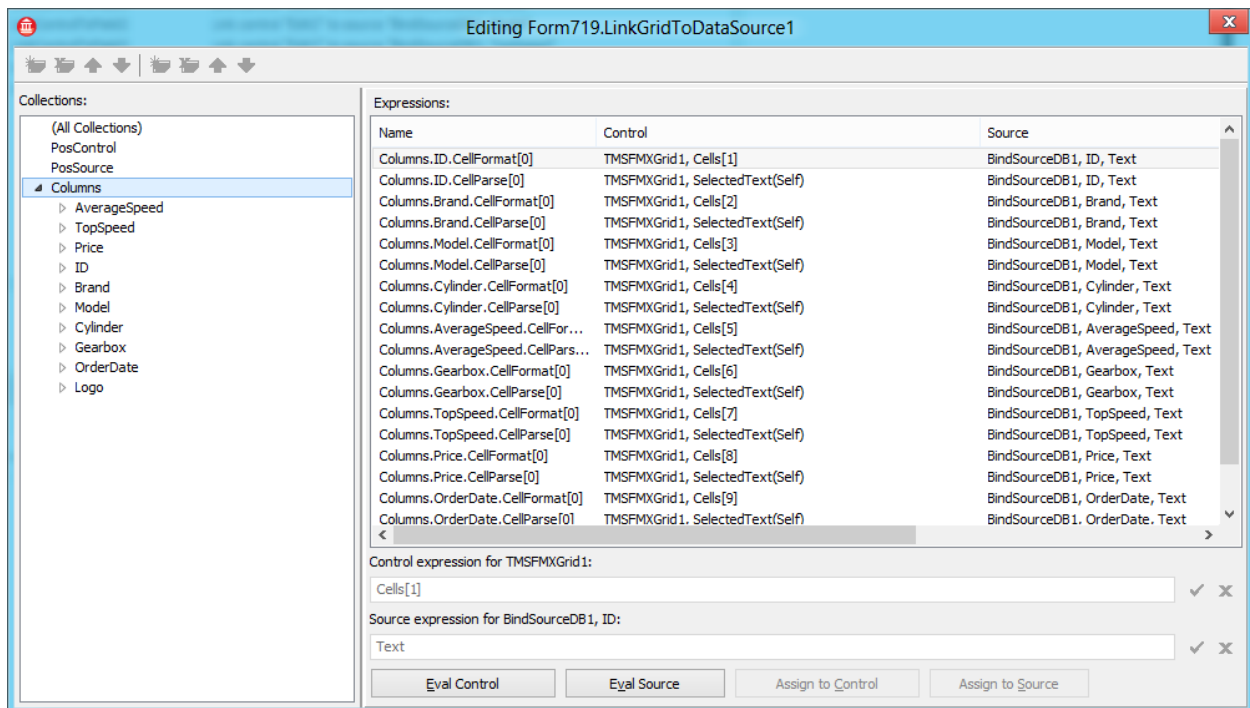 Editing Form719.LinkGridToDataSource1
Collections:
(All Collections)
PosControl
PosSource
Columns
AverageSpeed
TopSpeed
Price
ID
Brand
Model
Cylinder
Gearbox
OrderDate
Logo
Expressions:
Name Control Source
Columns.ID.CellFormat[0] TMSFMXGrid1, Cells[1] BindSourceDB1, ID, Text
Columns.ID.CellParse[0] TMSFMXGrid1, SelectedText(Self) BindSourceDB1, ID, Text
Columns.Brand.CellFormat[0] TMSFMXGrid1, Cells[2] BindSourceDB1, Brand, Text
Columns.Brand.CellParse[0] TMSFMXGrid1, SelectedText(Self) BindSourceDB1, Brand, Text
Columns.Model.CellFormat[0] TMSFMXGrid1, Cells[3] BindSourceDB1, Model, Text
Columns.Model.CellParse[0] TMSFMXGrid1, SelectedText(Self) BindSourceDB1, Model, Text
Columns.Cylinder.CellFormat[0] TMSFMXGrid1, Cells[4] BindSourceDB1, Cylinder, Text
Columns.Cylinder.CellParse[0] TMSFMXGrid1, SelectedText(Self) BindSourceDB1, Cylinder, Text
Columns.AverageSpeed.CellFor... TMSFMXGrid1, Cells[5] BindSourceDB1, AverageSpeed, Text
Columns.AverageSpeed.CellPars... TMSFMXGrid1, SelectedText(Self) BindSourceDB1, AverageSpeed, Text
Columns.Gearbox.CellFormat[0] TMSFMXGrid1, Cells[6] BindSourceDB1, Gearbox, Text
Columns.Gearbox.CellParse[0] TMSFMXGrid1, SelectedText(Self) BindSourceDB1, Gearbox, Text
Columns.TopSpeed.CellFormat[0] TMSFMXGrid1, Cells[7] BindSourceDB1, TopSpeed, Text
Columns.TopSpeed.CellParse[0] TMSFMXGrid1, SelectedText(Self) BindSourceDB1, TopSpeed, Text
Columns.Price.CellFormat[0] TMSFMXGrid1, Cells[8] BindSourceDB1, Price, Text
Columns.Price.CellParse[0] TMSFMXGrid1, SelectedText(Self) BindSourceDB1, Price, Text
Columns.OrderDate.CellFormat[0] TMSFMXGrid1, Cells[9] BindSourceDB1, OrderDate, Text
Columns.OrderDate.CellParse[0] TMSFMXGrid1, SelectedText(Self) BindSourceDB1, OrderDate, Text
Control expression for TMSFMXGrid1:
Cells[1]
Source expression for BindSourceDB1, ID:
Text
Eval Control Eval Source Assign to Control Assign to Source